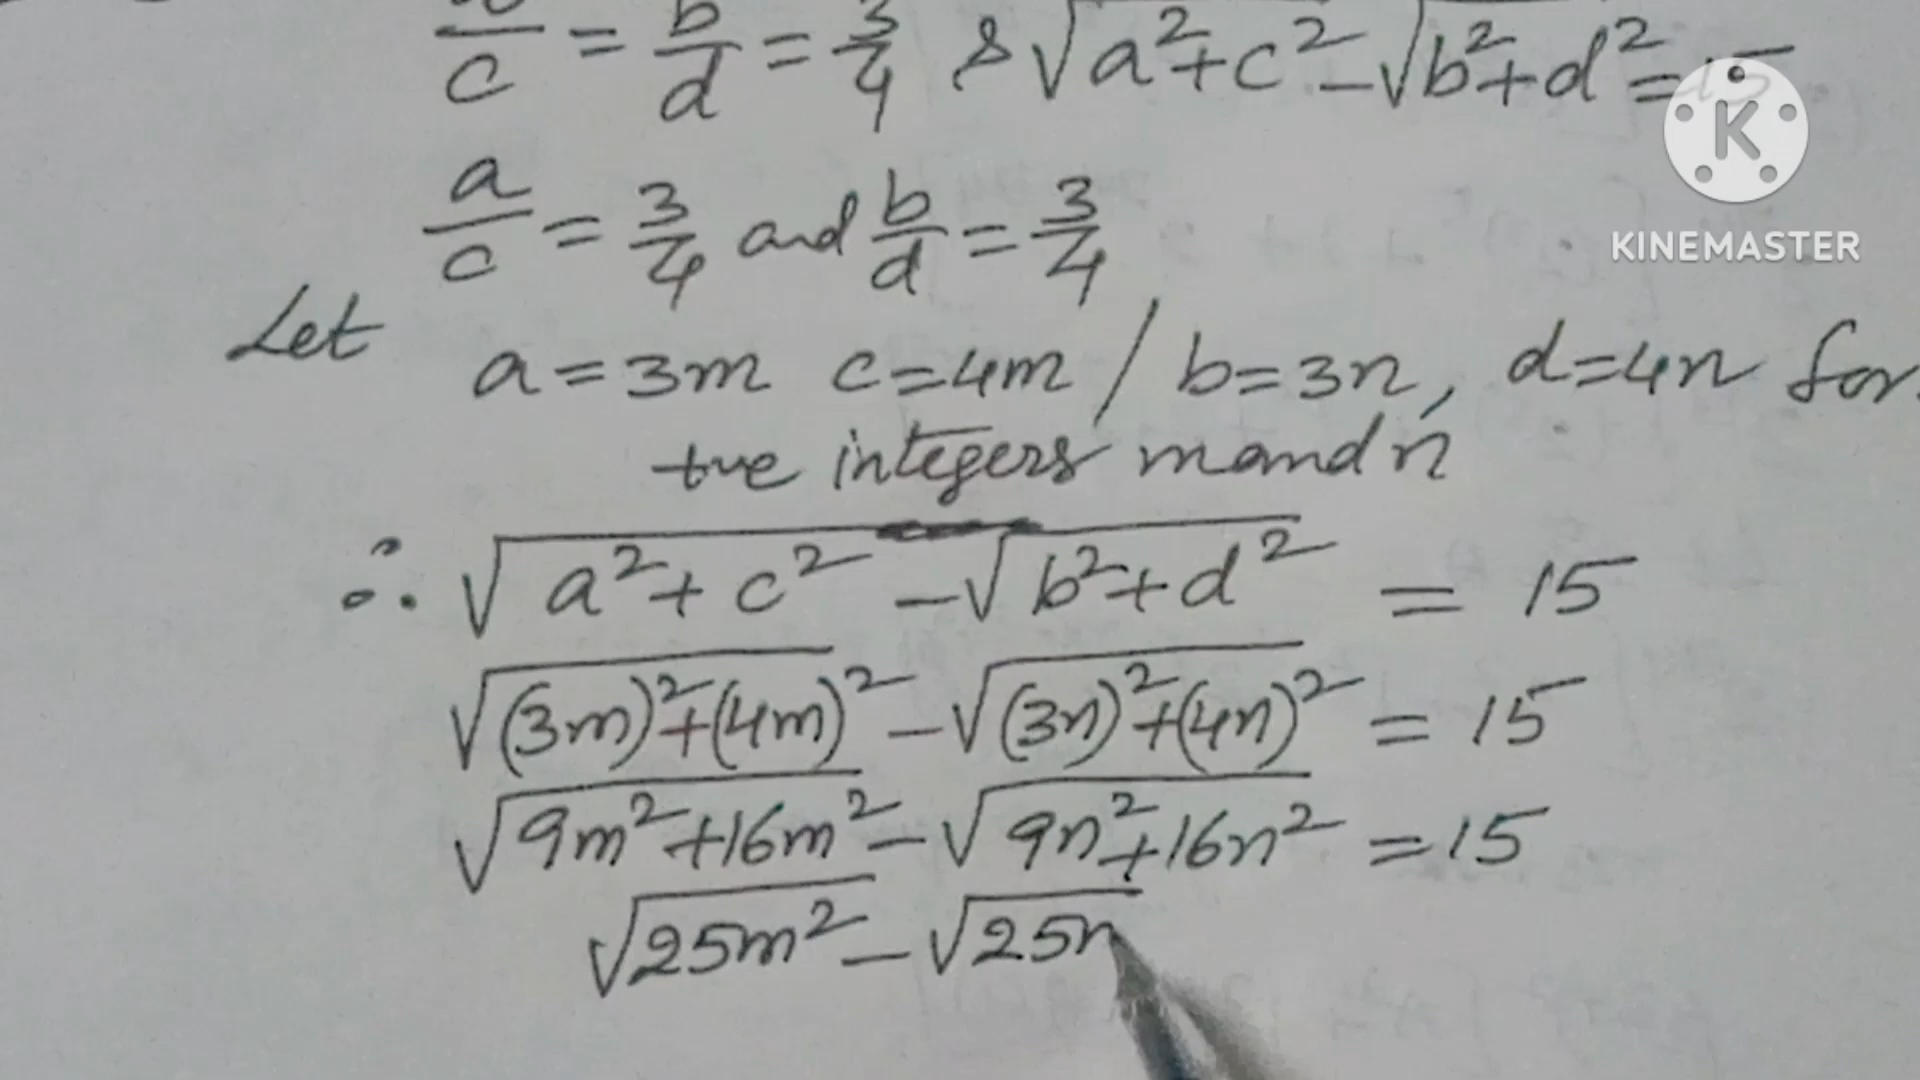 a/c = b/d = 3/4 & √a²+c² - √b²+d² = 15
K
KINEMASTER
a/c = 3/4 and b/d = 3/4
Let a = 3m c = 4m / b = 3n, d = 4n for
+ve integers m and n
∴ √a² + c² - √b² + d² = 15
√(3m)²+(4m)² - √(3n)²+(4n)² = 15
√9m²+16m² - √9n²+16n² = 15
√25m² - √25n